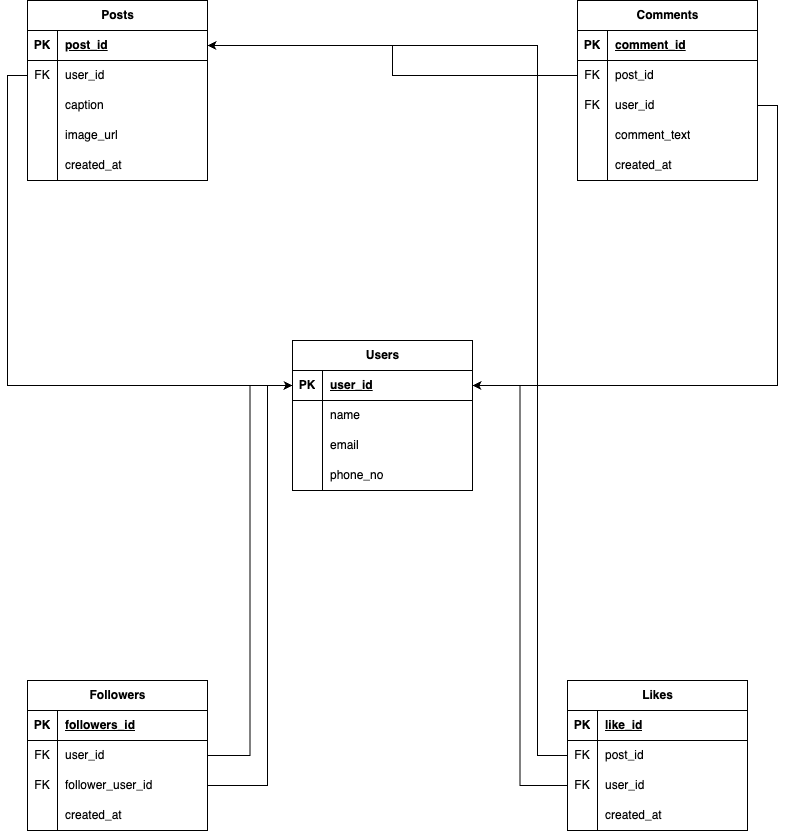 Posts
PK post_id
FK user_id
caption
image_url
created_at
Comments
PK comment_id
FK post_id
FK user_id
comment_text
created_at
Users
PK user_id
name
email
phone_no
Followers
PK followers_id
FK user_id
FK follower_user_id
created_at
Likes
PK like_id
FK post_id
FK user_id
created_at